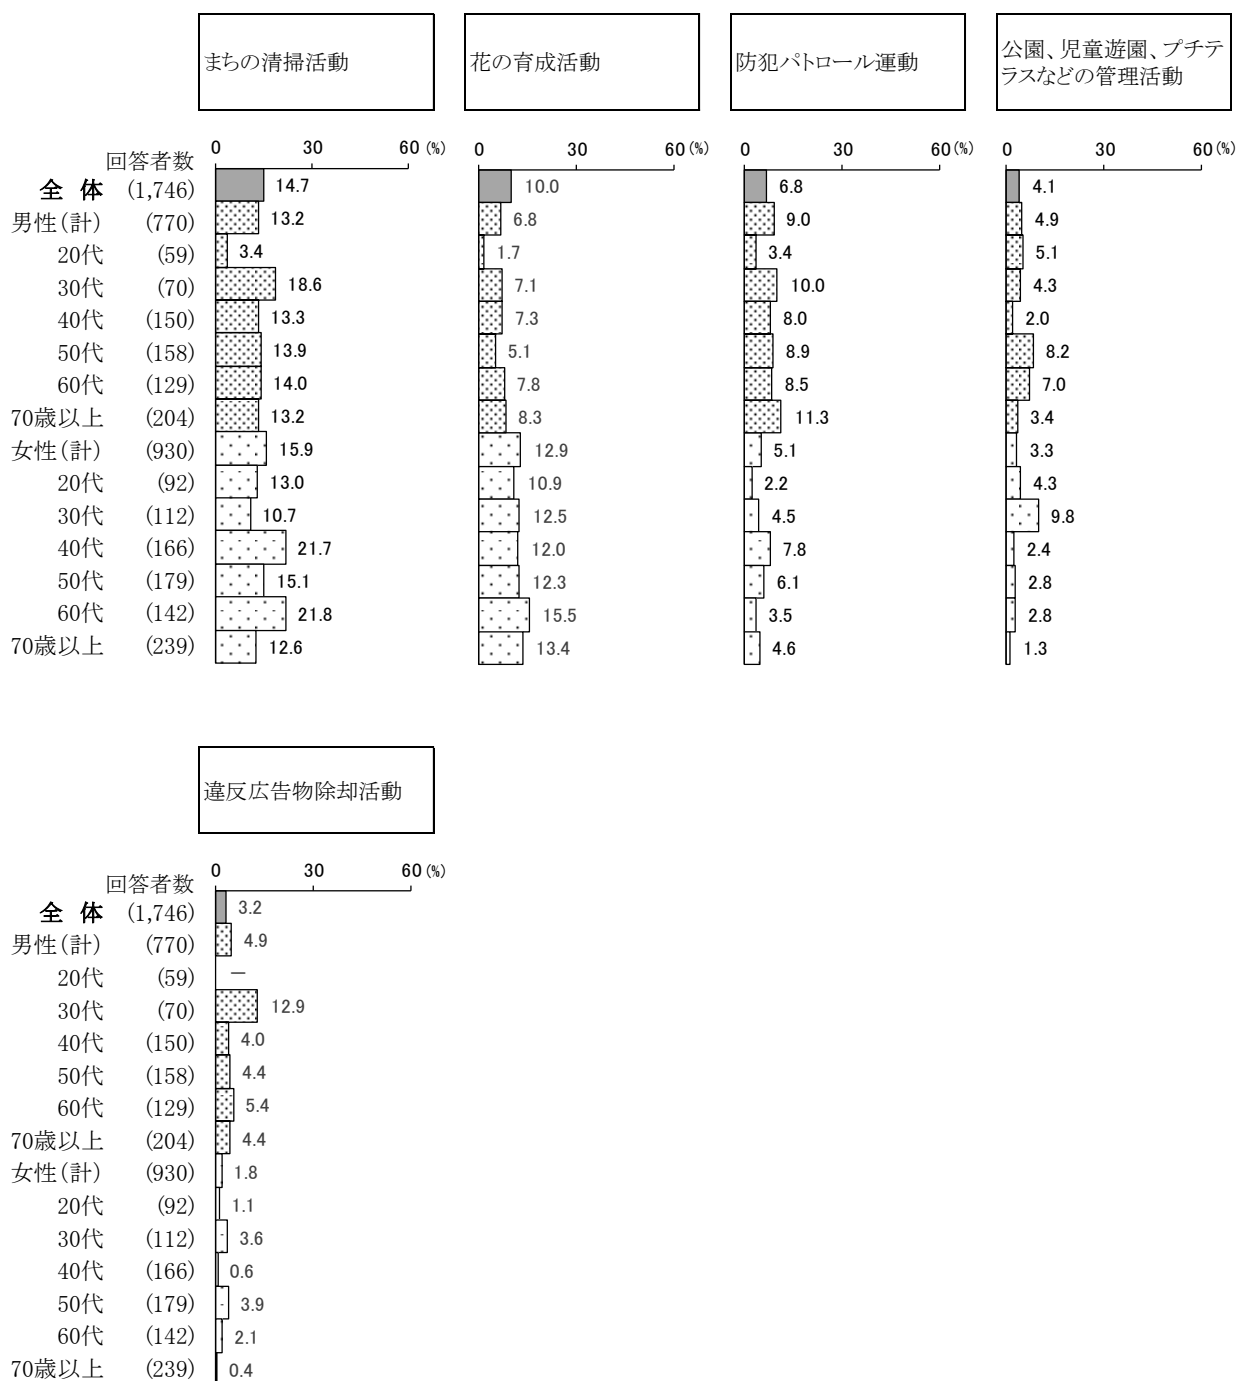 まちの清掃活動 花の育成活動 防犯パトロール運動 公園、児童遊園、プチテ
ラスなどの管理活動
0 30 60(%) 0 30 60(%) 0 30 60(%) 0 30 60(%)
回答者数
全 体 (1,746) 14.7 10.0 6.8 4.1
男性(計) (770) 13.2 6.8 9.0 4.9
20代 (59) 3.4 1.7 3.4 5.1
30代 (70) 18.6 7.1 10.0 4.3
40代 (150) 13.3 7.3 8.0 2.0
50代 (158) 13.9 5.1 8.9 8.2
60代 (129) 14.0 7.8 8.5 7.0
70歳以上 (204) 13.2 8.3 11.3 3.4
女性(計) (930) 15.9 12.9 5.1 3.3
20代 (92) 13.0 10.9 2.2 4.3
30代 (112) 10.7 12.5 4.5 9.8
40代 (166) 21.7 12.0 7.8 2.4
50代 (179) 15.1 12.3 6.1 2.8
60代 (142) 21.8 15.5 3.5 2.8
70歳以上 (239) 12.6 13.4 4.6 1.3
違反広告物除却活動
0 30 60(%)
回答者数
全 体 (1,746) 3.2
男性(計) (770) 4.9
20代 (59) －
30代 (70) 12.9
40代 (150) 4.0
50代 (158) 4.4
60代 (129) 5.4
70歳以上 (204) 4.4
女性(計) (930) 1.8
20代 (92) 1.1
30代 (112) 3.6
40代 (166) 0.6
50代 (179) 3.9
60代 (142) 2.1
70歳以上 (239) 0.4